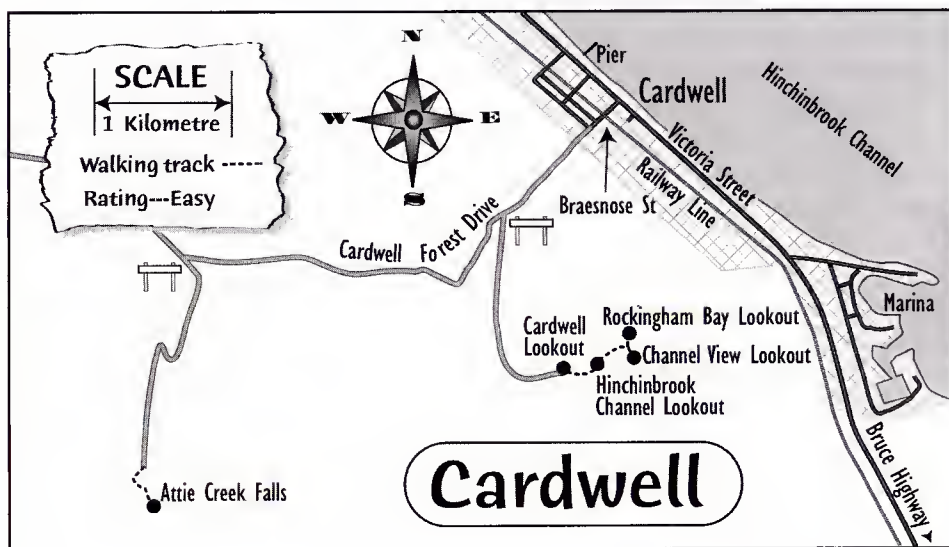 SCALE
1 Kilometre
Walking track -----
Rating---Easy
N
W
E
S
Pier
Cardwell
Hinchinbrook Channel
Victoria Street
Railway Line
Braesnose St
Cardwell Forest Drive
Marina
Cardwell
Lookout
Rockingham Bay Lookout
Channel View Lookout
Hinchinbrook
Channel Lookout
Bruce Highway
Attie Creek Falls
Cardwell